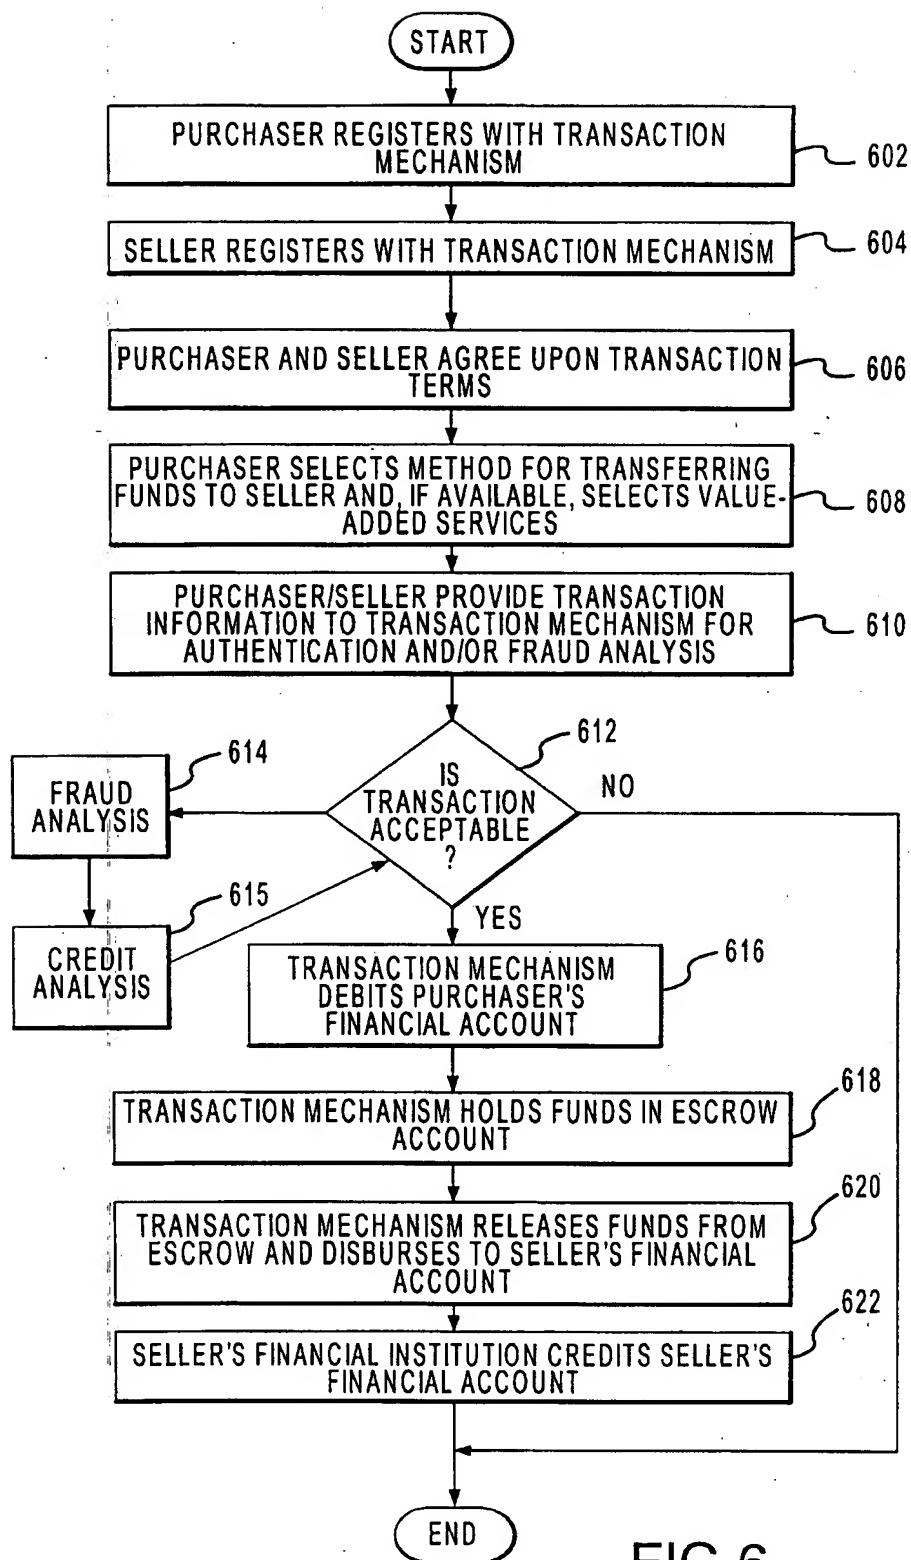 START
PURCHASER REGISTERS WITH TRANSACTION
MECHANISM
602
SELLER REGISTERS WITH TRANSACTION MECHANISM
604
PURCHASER AND SELLER AGREE UPON TRANSACTION
TERMS
606
PURCHASER SELECTS METHOD FOR TRANSFERRING
FUNDS TO SELLER AND, IF AVAILABLE, SELECTS VALUE-
ADDED SERVICES
608
PURCHASER/SELLER PROVIDE TRANSACTION
INFORMATION TO TRANSACTION MECHANISM FOR
AUTHENTICATION AND/OR FRAUD ANALYSIS
610
612
IS
TRANSACTION
ACCEPTABLE
?
NO
614
FRAUD
ANALYSIS
615
CREDIT
ANALYSIS
YES
TRANSACTION MECHANISM
DEBITS PURCHASER'S
FINANCIAL ACCOUNT
616
TRANSACTION MECHANISM HOLDS FUNDS IN ESCROW
ACCOUNT
618
TRANSACTION MECHANISM RELEASES FUNDS FROM
ESCROW AND DISBURSES TO SELLER'S FINANCIAL
ACCOUNT
620
SELLER'S FINANCIAL INSTITUTION CREDITS SELLER'S
FINANCIAL ACCOUNT
622
END
FIG.6